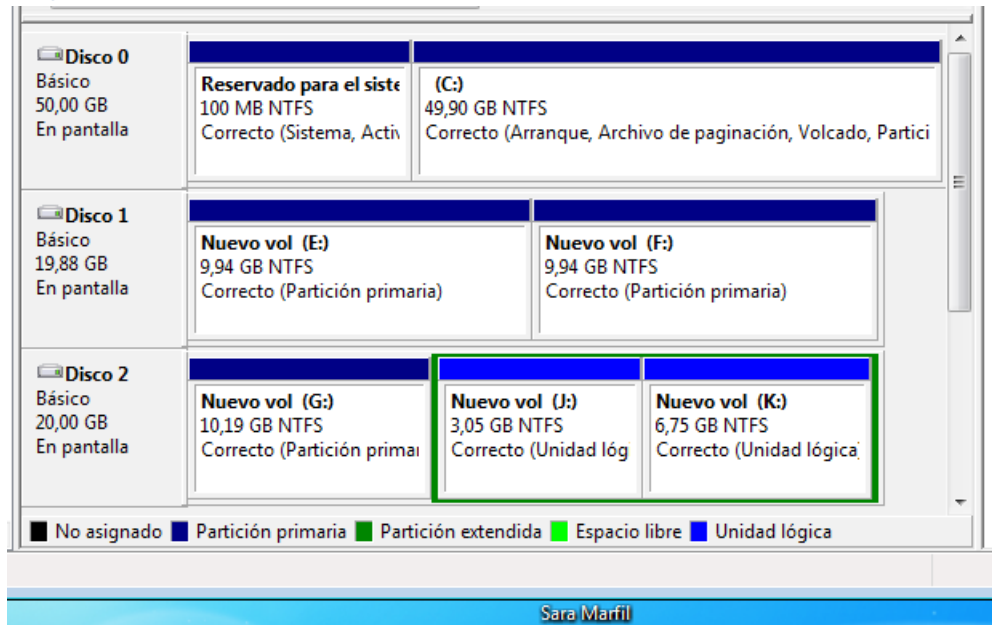 Disco 0
Básico
50,00 GB
En pantalla
Reservado para el siste
100 MB NTFS
Correcto (Sistema, Activ
(C:)
49,90 GB NTFS
Correcto (Arranque, Archivo de paginación, Volcado, Partici
Disco 1
Básico
19,88 GB
En pantalla
Nuevo vol (E:)
9,94 GB NTFS
Correcto (Partición primaria)
Nuevo vol (F:)
9,94 GB NTFS
Correcto (Partición primaria)
Disco 2
Básico
20,00 GB
En pantalla
Nuevo vol (G:)
10,19 GB NTFS
Correcto (Partición primar
Nuevo vol (J:)
3,05 GB NTFS
Correcto (Unidad lóg
Nuevo vol (K:)
6,75 GB NTFS
Correcto (Unidad lógica)
No asignado Partición primaria Partición extendida Espacio libre Unidad lógica
Sara Marfil